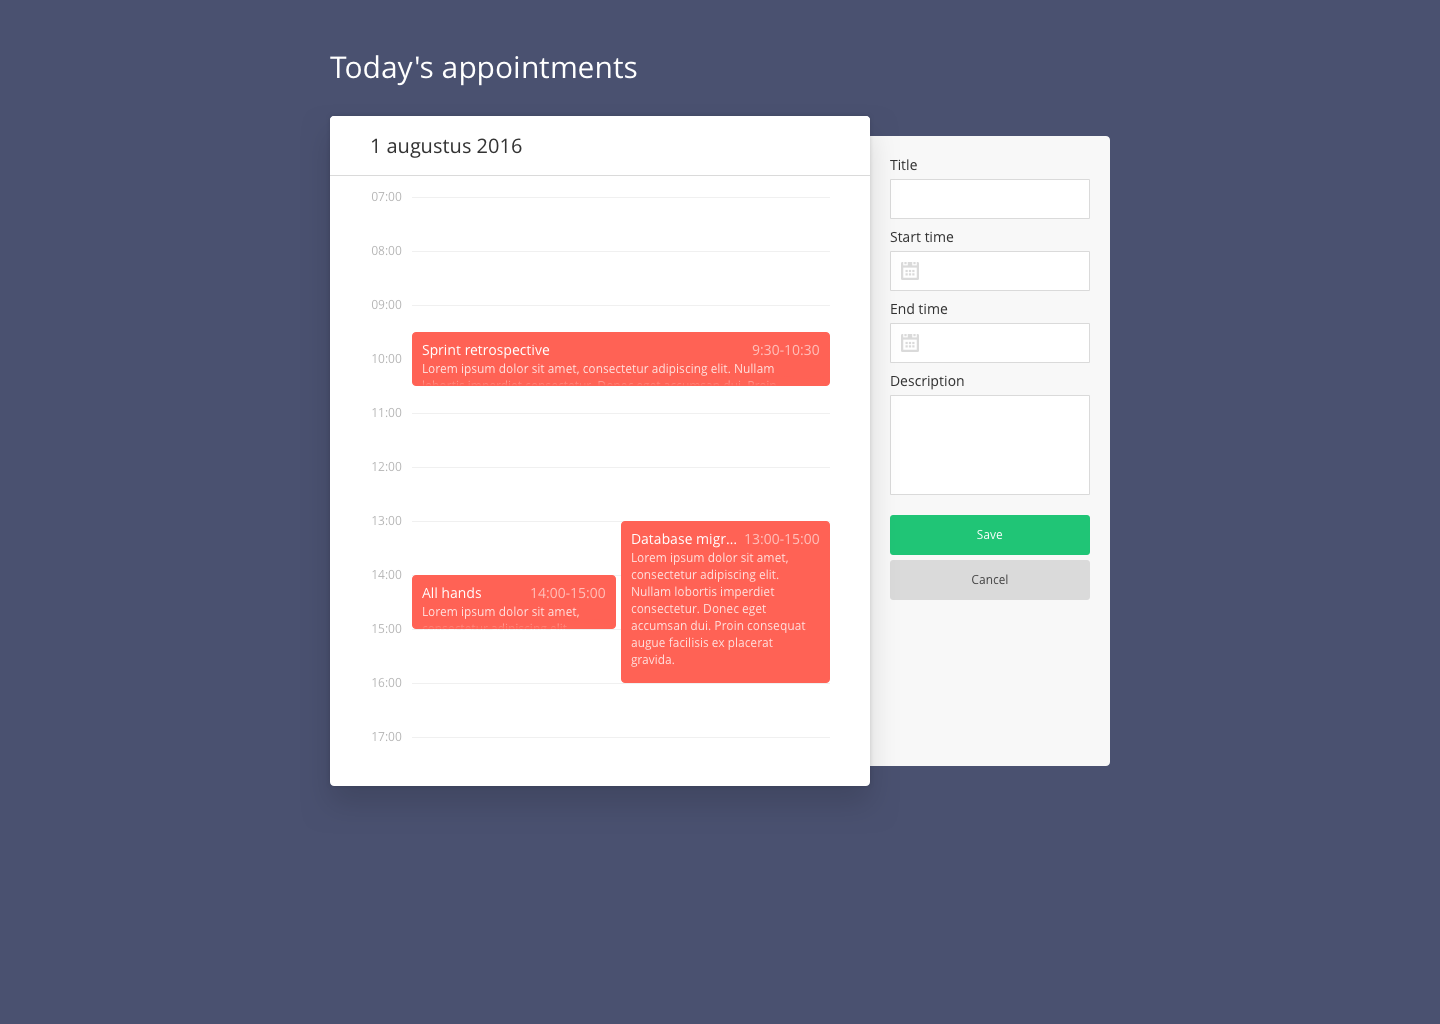 Today's appointments
1 augustus 2016
07:00
08:00
09:00
Sprint retrospective 9:30-10:30
10:00
Lorem ipsum dolor sit amet, consectetur adipiscing elit. Nullam
11:00
12:00
13:00
Database migr... 13:00-15:00
Lorem ipsum dolor sit amet,
consectetur adipiscing elit.
Nullam lobortis imperdiet
consectetur. Donec eget
accumsan dui. Proin consequat
augue facilisis ex placerat
gravida.
14:00
All hands 14:00-15:00
Lorem ipsum dolor sit amet,
15:00
16:00
17:00
Title
Start time
End time
Description
Save
Cancel